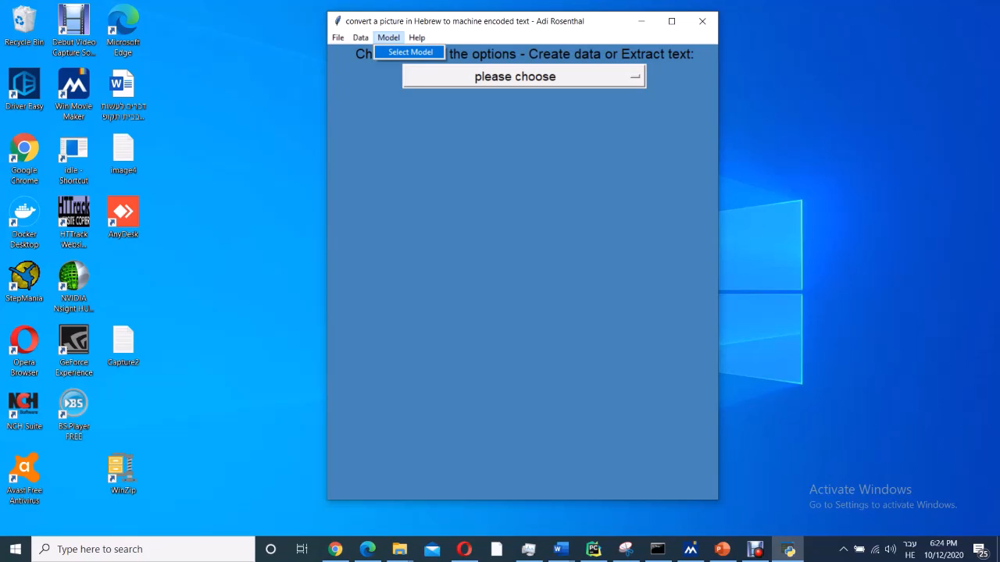 convert a picture in Hebrew to machine encoded text - Adi Rosenthal
File Data Model Help
Select Model
Ch the options - Create data or Extract text:
please choose
Recycle Bin
Debut Video
Capture So...
Microsoft
Edge
Driver Easy
Win Movie
Maker
דברים לעשות
בבית תקופ...
Google
Chrome
idle -
Shortcut
image4
Docker
Desktop
HTTrack
Websi...
AnyDesk
StepMania
NVIDIA
Nsight HU...
Opera
Browser
GeForce
Experience
Capture2
NCH Suite
BS.Player
FREE
Avast Free
Antivirus
WinZip
Activate Windows
Go to Settings to activate Windows.
Type here to search
עבר
HE
6:24 PM
10/12/2020
25